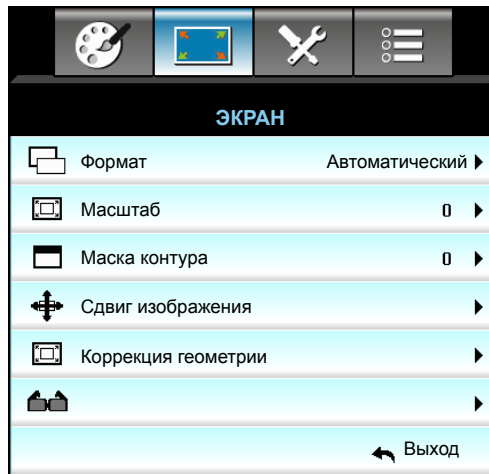 ЭКРАН
Формат Автоматический
Масштаб 0
Маска контура 0
Сдвиг изображения
Коррекция геометрии
Выход